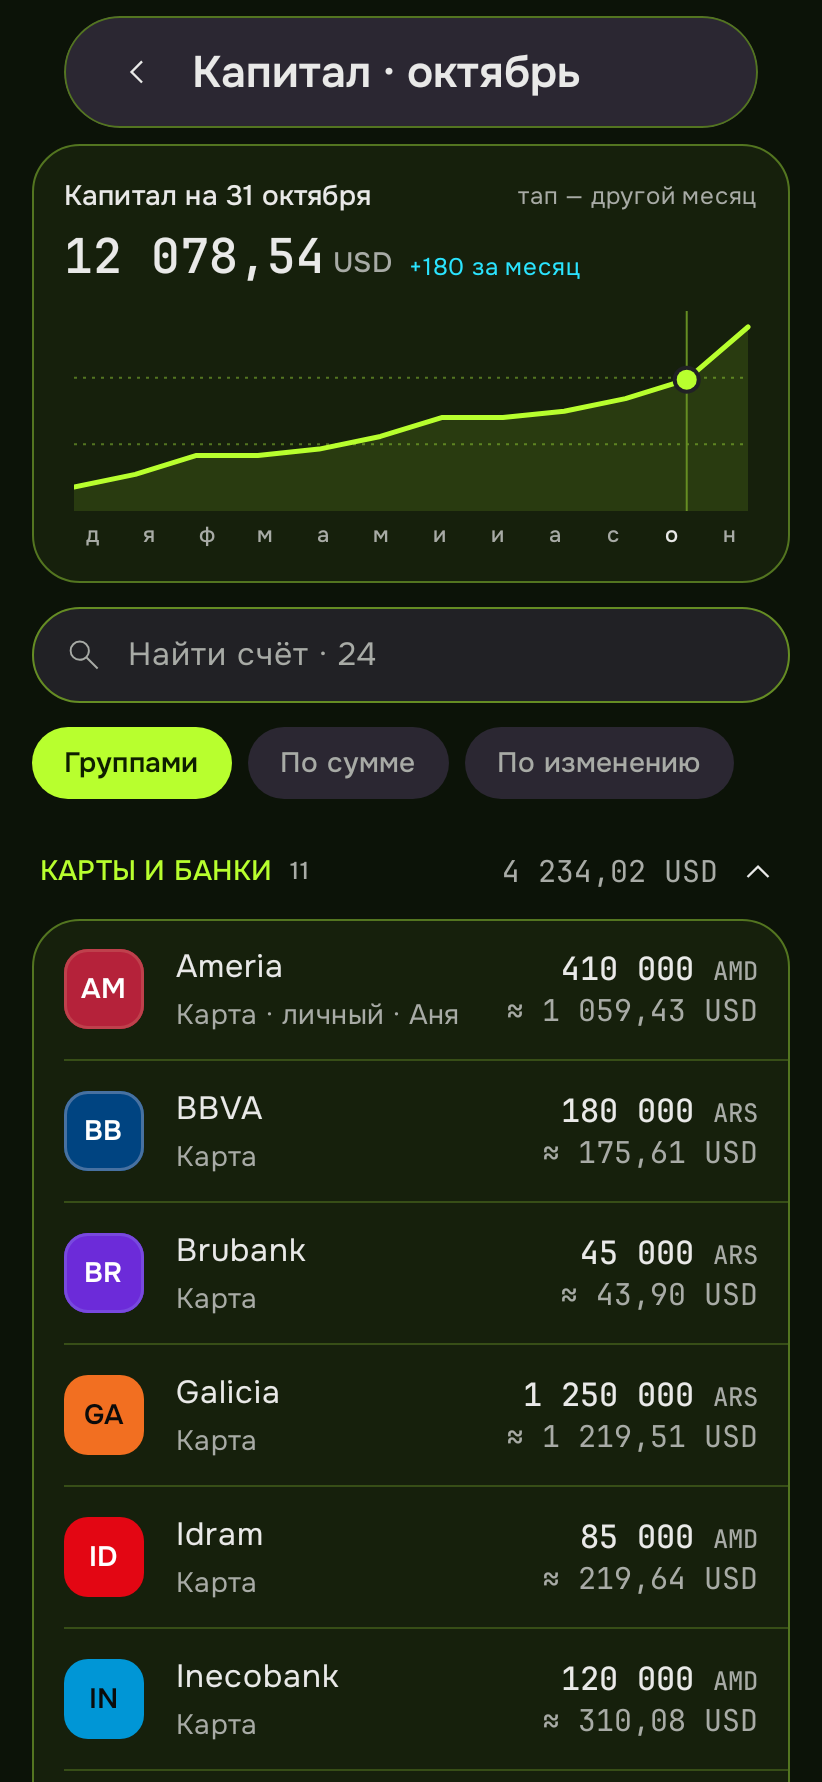 Капитал · октябрь
Капитал на 31 октября
тап — другой месяц
12 078,54 USD +180 за месяц
д я ф м а м и и а с о н
Найти счёт · 24
Группами
По сумме
По изменению
КАРТЫ И БАНКИ 11
4 234,02 USD
AM
Ameria
410 000 AMD
Карта · личный · Аня
≈ 1 059,43 USD
BB
BBVA
180 000 ARS
Карта
≈ 175,61 USD
BR
Brubank
45 000 ARS
Карта
≈ 43,90 USD
GA
Galicia
1 250 000 ARS
Карта
≈ 1 219,51 USD
ID
Idram
85 000 AMD
Карта
≈ 219,64 USD
IN
Inecobank
120 000 AMD
Карта
≈ 310,08 USD